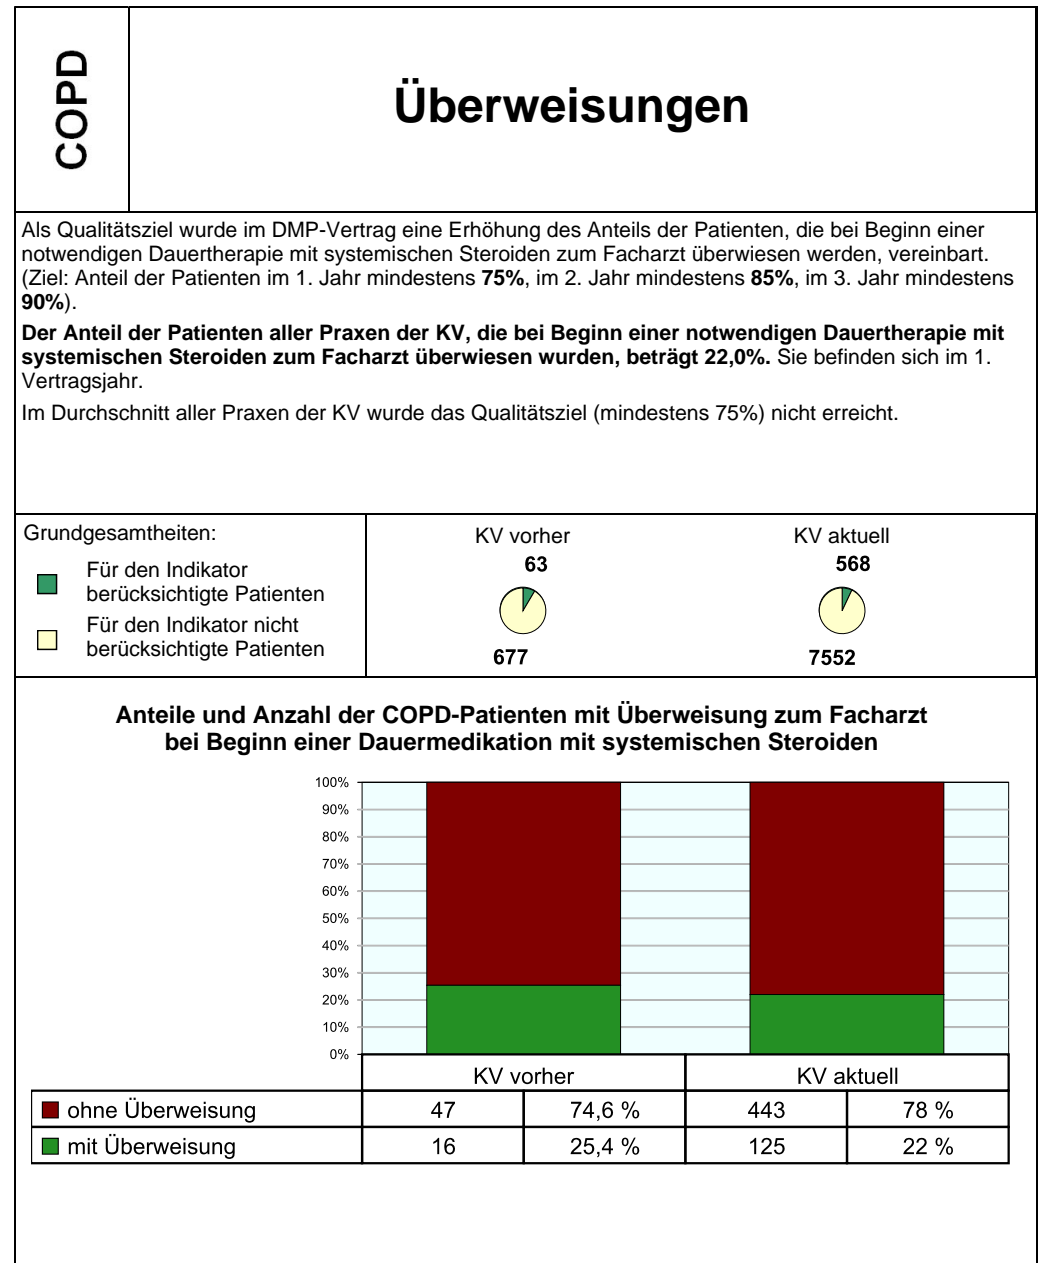 COPD
Überweisungen
Als Qualitätsziel wurde im DMP-Vertrag eine Erhöhung des Anteils der Patienten, die bei Beginn einer
notwendigen Dauertherapie mit systemischen Steroiden zum Facharzt überwiesen werden, vereinbart.
(Ziel: Anteil der Patienten im 1. Jahr mindestens 75%, im 2. Jahr mindestens 85%, im 3. Jahr mindestens
90%).
Der Anteil der Patienten aller Praxen der KV, die bei Beginn einer notwendigen Dauertherapie mit
systemischen Steroiden zum Facharzt überwiesen wurden, beträgt 22,0%. Sie befinden sich im 1.
Vertragsjahr.
Im Durchschnitt aller Praxen der KV wurde das Qualitätsziel (mindestens 75%) nicht erreicht.
Grundgesamtheiten:
Für den Indikator
berücksichtigte Patienten
Für den Indikator nicht
berücksichtigte Patienten
KV vorher
63
677
KV aktuell
568
7552
Anteile und Anzahl der COPD-Patienten mit Überweisung zum Facharzt
bei Beginn einer Dauermedikation mit systemischen Steroiden
100%
90%
80%
70%
60%
50%
40%
30%
20%
10%
0%
KV vorher KV aktuell
ohne Überweisung 47 74,6 % 443 78 %
mit Überweisung 16 25,4 % 125 22 %